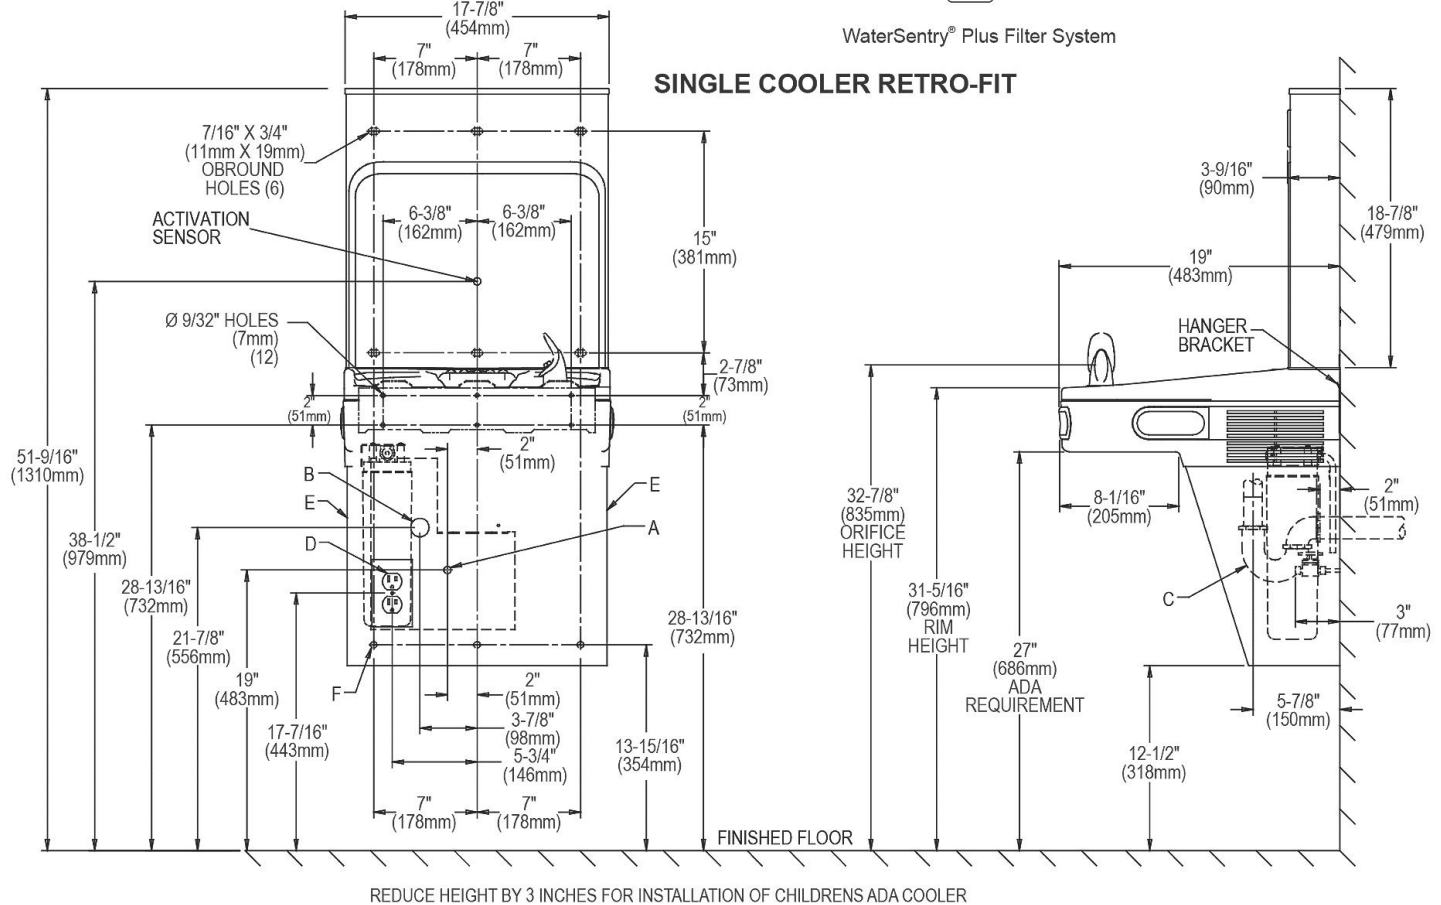 WaterSentry® Plus Filter System
SINGLE COOLER RETRO-FIT
17-7/8"
(454mm)
7"
(178mm)
7"
(178mm)
7/16" X 3/4"
(11mm X 19mm)
OBROUND
HOLES (6)
ACTIVATION
SENSOR
6-3/8"
(162mm)
6-3/8"
(162mm)
15"
(381mm)
Ø 9/32" HOLES
(7mm)
(12)
2-7/8"
(73mm)
2"
(51mm)
2"
(51mm)
2"
(51mm)
51-9/16"
(1310mm)
B
E
D
E
A
38-1/2"
(979mm)
28-13/16"
(732mm)
21-7/8"
(556mm)
19"
(483mm)
17-7/16"
(443mm)
F
28-13/16"
(732mm)
2"
(51mm)
3-7/8"
(98mm)
5-3/4"
(146mm)
13-15/16"
(354mm)
7"
(178mm)
7"
(178mm)
3-9/16"
(90mm)
18-7/8"
(479mm)
19"
(483mm)
HANGER
BRACKET
32-7/8"
(835mm)
ORIFICE
HEIGHT
8-1/16"
(205mm)
2"
(51mm)
31-5/16"
(796mm)
RIM
HEIGHT
C
3"
(77mm)
27"
(686mm)
ADA
REQUIREMENT
5-7/8"
(150mm)
12-1/2"
(318mm)
FINISHED FLOOR
REDUCE HEIGHT BY 3 INCHES FOR INSTALLATION OF CHILDRENS ADA COOLER